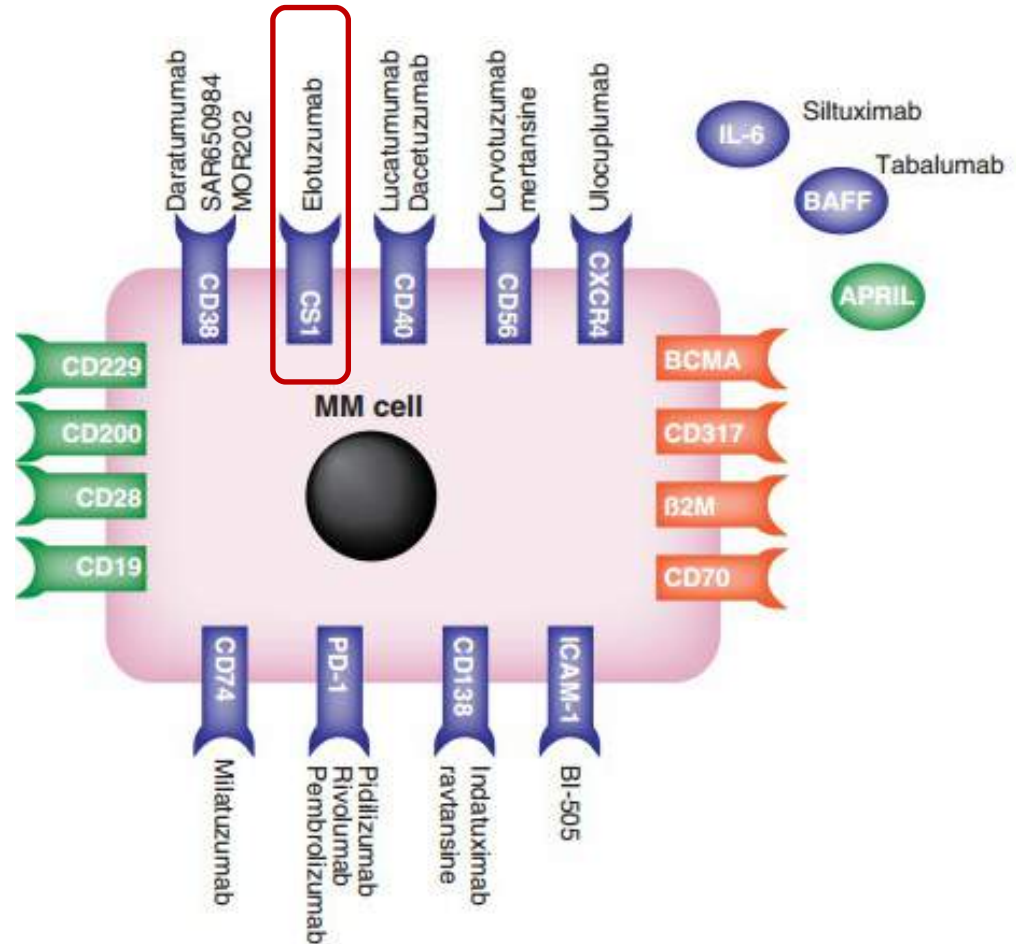 Daratumumab
SAR650984
MOR202
Elotuzumab
Lucatumumab
Dacetuzumab
Lorvotuzumab
mertansine
Ulocuplumab
IL-6
Siltuximab
Tabalumab
BAFF
APRIL
CD38
CS1
CD40
CD56
CXCR4
CD229
CD200
CD28
CD19
MM cell
BCMA
CD317
ß2M
CD70
CD74
PD-1
CD138
ICAM-1
Milatuzumab
Pidilizumab
Rivolumab
Pembrolizumab
Indatuximab
ravtansine
BI-505